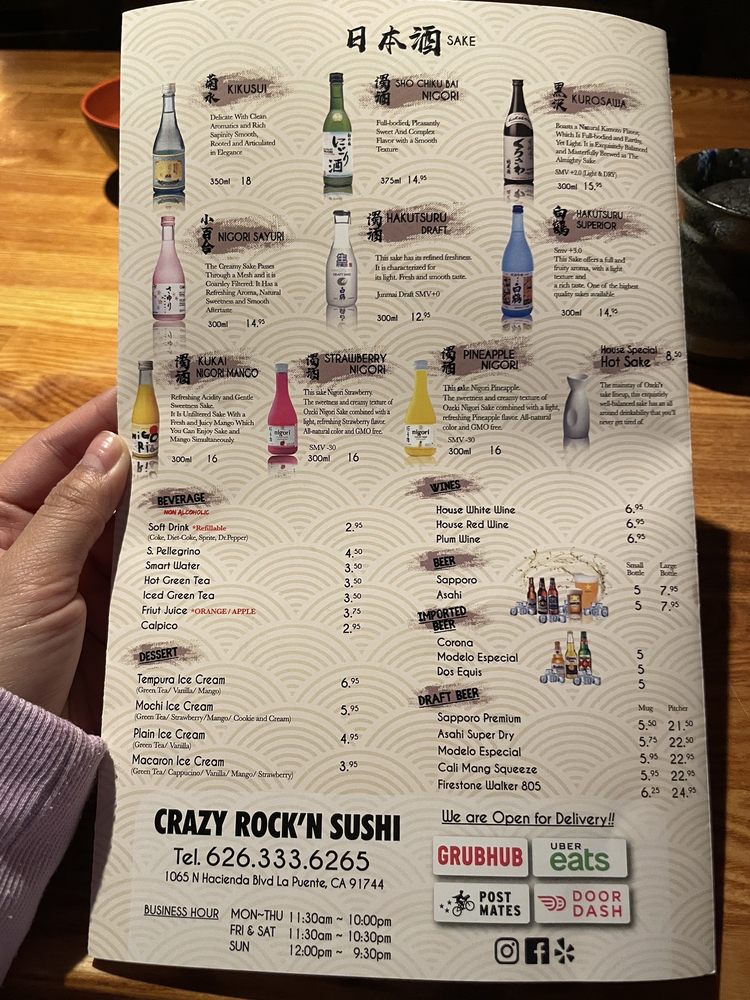 日本酒 SAKE
菊水 KIKUSUI
Delicate With Clean
Aromatics and Rich
Sapinity Smooth,
Rooted and Articulated
in Elegance
350ml 18
濁酒 SHO CHIKU BAI
NIGORI
Full-bodied, Pleasantly
Sweet And Complex
Flavor with a Smooth
Texture
375ml 14.95
にごり酒
黒沢 KUROSAWA
Boasts a Natural Kimoto Flavor,
Which Is Full-bodied and Earthy,
Yet Light. It is Exquisitely Balanced
and Masterfully Brewed as The
Almighty Sake
SMV +2.0 (Light & DRY)
300ml 15.95
くろさわ
小百合 NIGORI SAYURI
The Creamy Sake Passes
Through a Mesh and it is
Coarsley Filtered. It Has a
Refreshing Aroma, Natural
Sweetness and Smooth
Aftertaste
300ml 14.95
さゆり
濁酒 HAKUTSURU
DRAFT
This sake has its refined freshness.
It is characterized for
its light. Fresh and smooth taste.
Junmai Draft SMV+0
300ml 12.95
白鶴
白鶴 HAKUTSURU
SUPERIOR
Smv +3.0
This Sake offers a full and
fruity aroma, with a light
texture and
a rich taste. One of the highest
quality sakes available
300ml 14.95
白鶴
濁酒 KUKAI
NIGORI MANGO
Refreshing Acidity and Gentle
Sweetness Sake.
It Is Unfiltered Sake With a
Fresh and Juicy Mango Which
You Can Enjoy Sake and
Mango Simultaneously.
300ml 16
濁酒 STRAWBERRY
NIGORI
This sake Nigori Strawberry.
The sweetness and creamy texture of
Ozeki Nigori Sake combined with a
light, refreshing Strawberry flavor.
All-natural color and GMO free.
SMV -30
300ml 16
nigori
濁酒 PINEAPPLE
NIGORI
This sake Nigori Pineapple.
The sweetness and creamy texture of
Ozeki Nigori Sake combined with a light,
refreshing Pineapple flavor. All-natural
color and GMO free.
SMV -30
300ml 16
nigori
House Special
Hot Sake 8.50
The mainstay of Ozeki's
sake lineup, this exquisitely
well-balanced sake has an all
around drinkability that you'll
never get tired of.
BEVERAGE
NON ALCOHOLIC
Soft Drink *Refillable 2.95
(Coke, Diet-Coke, Sprite, Dr.Pepper)
S. Pellegrino 4.50
Smart Water 3.50
Hot Green Tea 3.50
Iced Green Tea 3.50
Friut Juice *ORANGE / APPLE 3.75
Calpico 2.95
DESSERT
Tempura Ice Cream 6.95
(Green Tea/ Vanilla/ Mango)
Mochi Ice Cream 5.95
(Green Tea/ Strawberry/Mango/ Cookie and Cream)
Plain Ice Cream 4.95
(Green Tea/ Vanilla)
Macaron Ice Cream 3.95
(Green Tea/ Cappucino/ Vanilla/ Mango/ Strawberry)
WINES
House White Wine 6.95
House Red Wine 6.95
Plum Wine 6.95
BEER
Small Bottle Large Bottle
Sapporo 5 7.95
Asahi 5 7.95
IMPORTED
BEER
Corona 5
Modelo Especial 5
Dos Equis 5
DRAFT BEER
Mug Pitcher
Sapporo Premium 5.50 21.50
Asahi Super Dry 5.75 22.50
Modelo Especial 5.95 22.95
Cali Mang Squeeze 5.95 22.95
Firestone Walker 805 6.25 24.95
CRAZY ROCK'N SUSHI
Tel. 626.333.6265
1065 N Hacienda Blvd La Puente, CA 91744
BUSINESS HOUR MON~THU 11:30am ~ 10:00pm
FRI & SAT 11:30am ~ 10:30pm
SUN 12:00pm ~ 9:30pm
We are Open for Delivery!!
GRUBHUB
UBER
eats
POST
MATES
DOOR
DASH